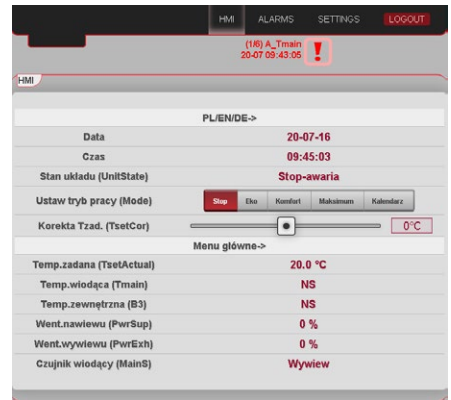 HMI ALARMS SETTINGS LOGOUT
(1/6) A_Tmain
20-07 09:43:05
HMI
PL/EN/DE->
Data 20-07-16
Czas 09:45:03
Stan układu (UnitState) Stop-awaria
Ustaw tryb pracy (Mode) Stop Eko Komfort Maksimum Kalendarz
Korekta Tzad. (TsetCor) 0°C
Menu główne->
Temp.zadana (TsetActual) 20.0 °C
Temp.wiodąca (Tmain) NS
Temp.zewnętrzna (B3) NS
Went.nawiewu (PwrSup) 0 %
Went.wywiewu (PwrExh) 0 %
Czujnik wiodący (MainS) Wywiew